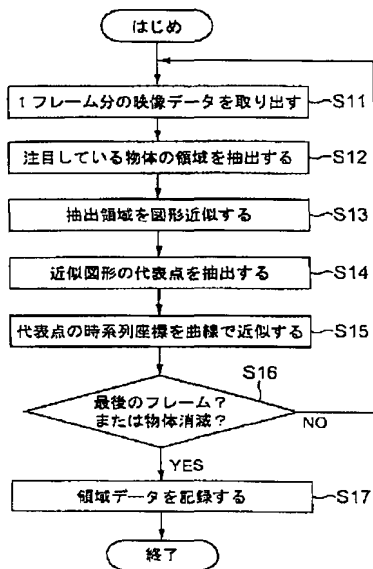 はじめ
1フレーム分の映像データを取り出す
S11
注目している物体の領域を抽出する
S12
抽出領域を図形近似する
S13
近似図形の代表点を抽出する
S14
代表点の時系列座標を曲線で近似する
S15
S16
最後のフレーム?
または物体消滅?
NO
YES
領域データを記録する
S17
終了